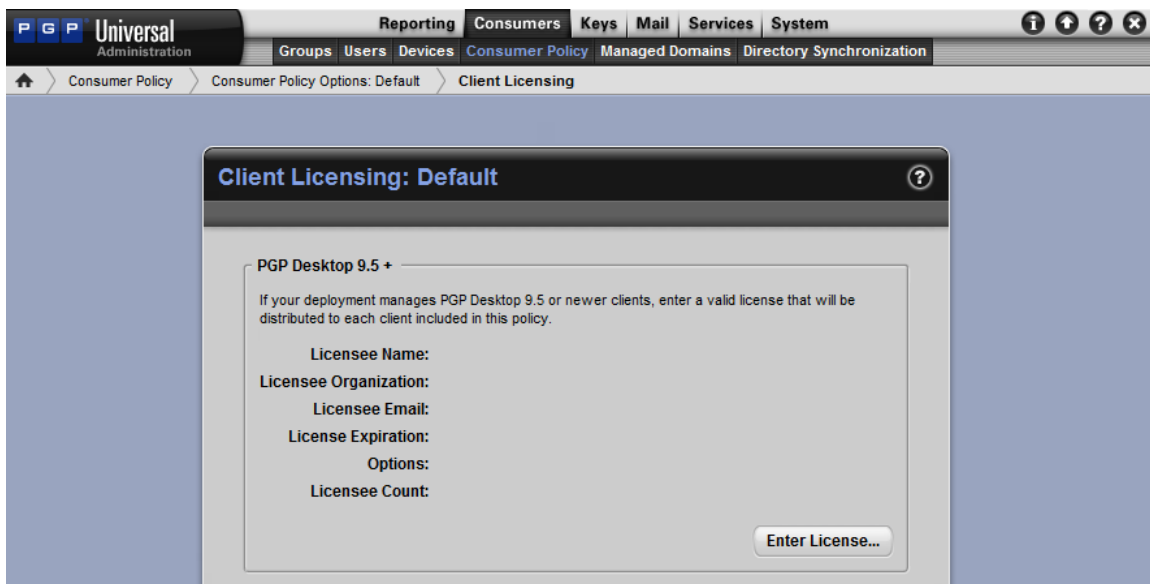 PGP Universal
Administration
Reporting Consumers Keys Mail Services System
Groups Users Devices Consumer Policy Managed Domains Directory Synchronization
Consumer Policy Consumer Policy Options: Default Client Licensing
Client Licensing: Default
PGP Desktop 9.5 +
If your deployment manages PGP Desktop 9.5 or newer clients, enter a valid license that will be
distributed to each client included in this policy.
Licensee Name:
Licensee Organization:
Licensee Email:
License Expiration:
Options:
Licensee Count:
Enter License...